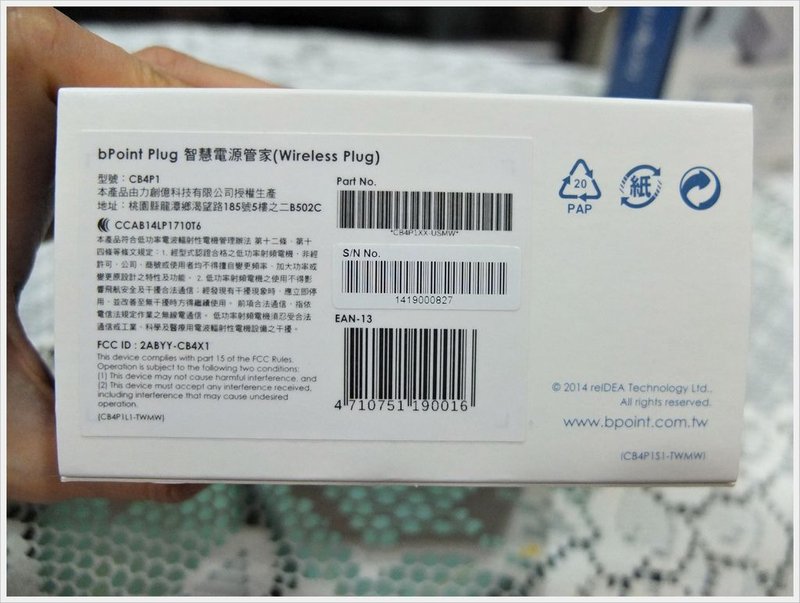 bPoint Plug 智慧電源管家(Wireless Plug)
型號：CB4P1
本產品由力創億科技有限公司授權生產
地址：桃園縣龍潭鄉渴望路185號5樓之二B502C
CCAB14LP1710T6
本產品符合低功率電波輻射性電機管理辦法 第十二條、第十
四條等條文規定：1. 經型式認證合格之低功率射頻電機，非經
許可，公司、商號或使用者均不得擅自變更頻率、加大功率或
變更原設計之特性及功能。 2. 低功率射頻電機之使用不得影
響飛航安全及干擾合法通信；經發現有干擾現象時，應立即停
用，並改善至無干擾時方得繼續使用。 前項合法通信，指依
電信法規定作業之無線電通信。 低功率射頻電機須忍受合法
通信或工業、科學及醫療用電波輻射性電機設備之干擾。
FCC ID : 2ABYY-CB4X1
This device complies with part 15 of the FCC Rules.
Operation is subject to the following two conditions:
(1) This device may not cause harmful interference, and
(2) This device must accept any interference received,
including interference that may cause undesired
operation.
(CB4P1L1-TWMW)
Part No.
*CB4P1XX-USMW*
S/N No.
1419000827
EAN-13
4 710751 190016
20
PAP
紙
© 2014 reIDEA Technology Ltd.,
All rights reserved.
www.bpoint.com.tw
(CB4P1S1-TWMW)